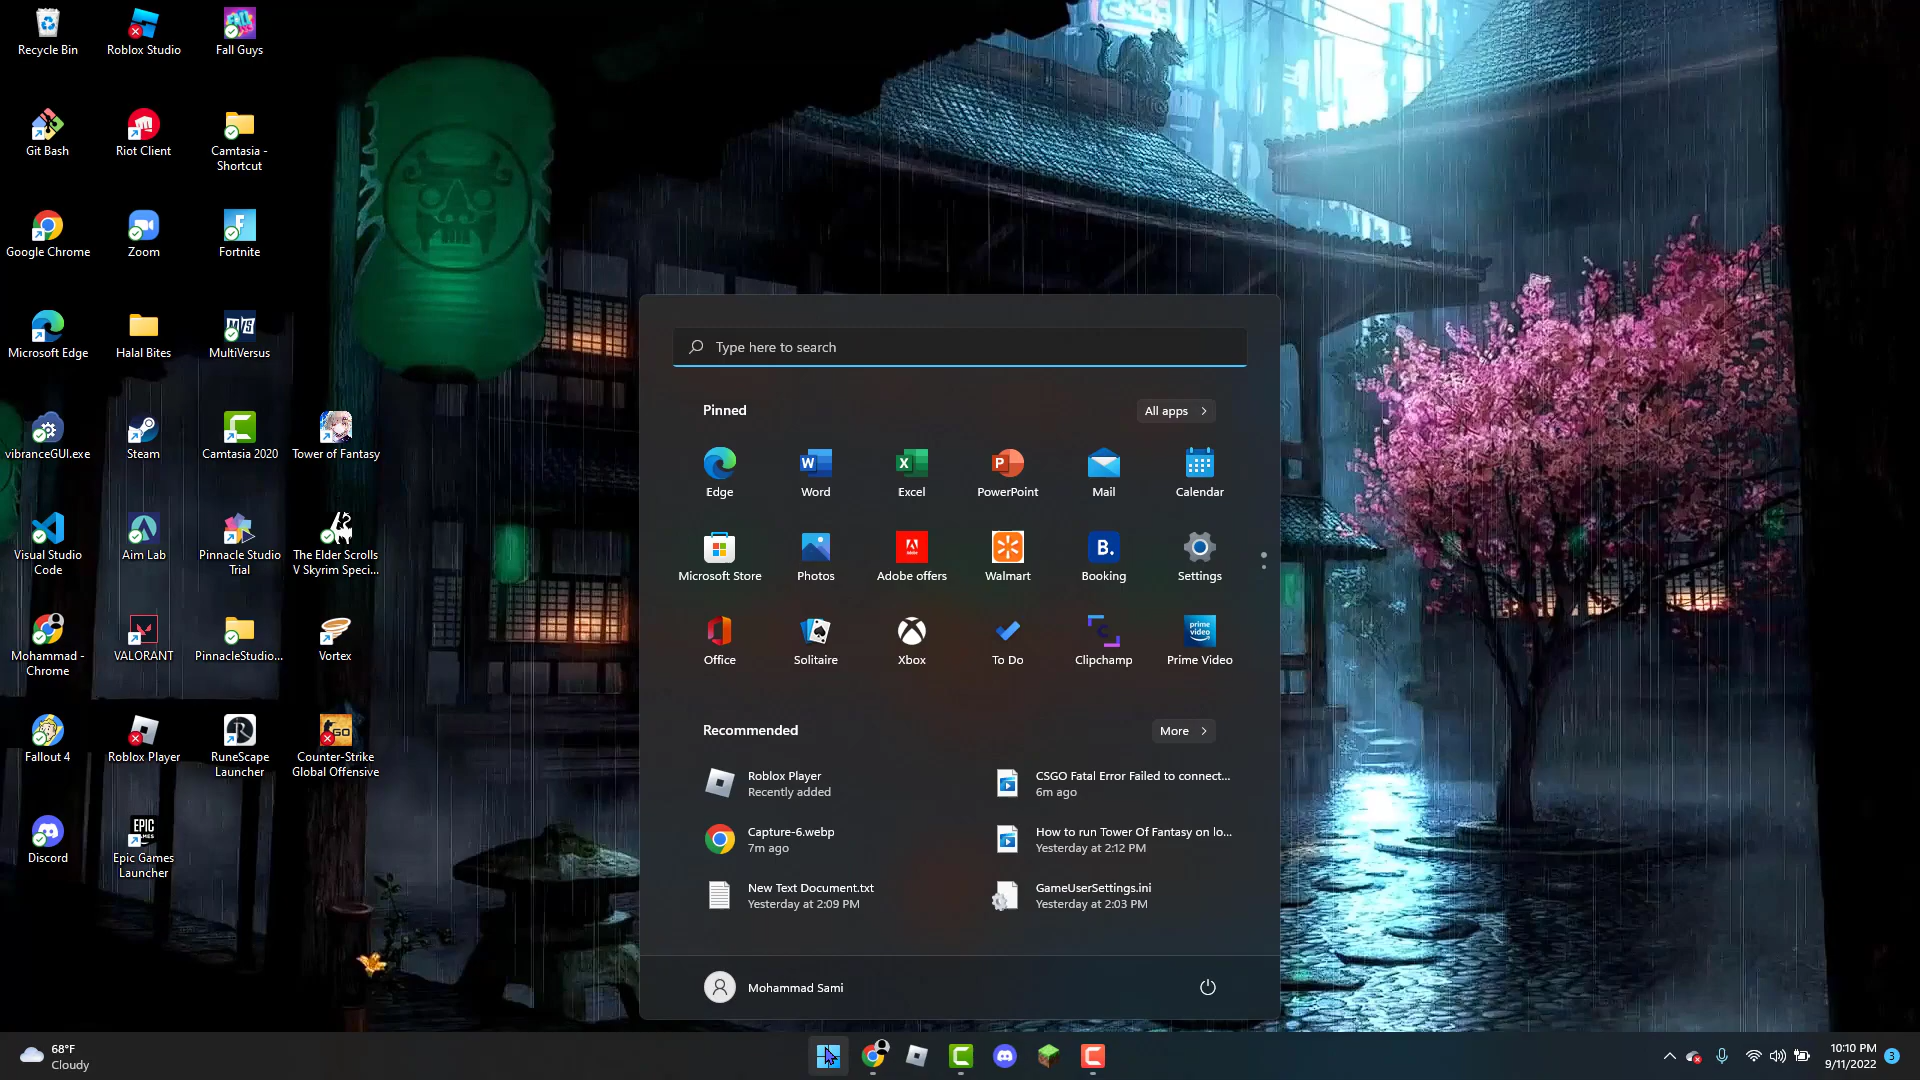 Recycle Bin
Roblox Studio
Fall Guys
Git Bash
Riot Client
Camtasia -
Shortcut
Google Chrome
Zoom
Fortnite
Microsoft Edge
Halal Bites
MultiVersus
vibranceGUI.exe
Steam
Camtasia 2020
Tower of Fantasy
Visual Studio
Code
Aim Lab
Pinnacle Studio
Trial
The Elder Scrolls
V Skyrim Speci...
Mohammad -
Chrome
VALORANT
PinnacleStudio...
Vortex
Fallout 4
Roblox Player
RuneScape
Launcher
Counter-Strike
Global Offensive
Discord
EPIC
GAMES
Epic Games
Launcher
Type here to search
Pinned
All apps
Edge
Word
Excel
PowerPoint
Mail
Calendar
Microsoft Store
Photos
Adobe offers
Walmart
B.
Booking
Settings
Office
Solitaire
Xbox
To Do
Clipchamp
prime
video
Prime Video
Recommended
More
Roblox Player
Recently added
CSGO Fatal Error Failed to connect...
6m ago
Capture-6.webp
7m ago
How to run Tower Of Fantasy on lo...
Yesterday at 2:12 PM
New Text Document.txt
Yesterday at 2:09 PM
GameUserSettings.ini
Yesterday at 2:03 PM
Mohammad Sami
68°F
Cloudy
10:10 PM
9/11/2022
3